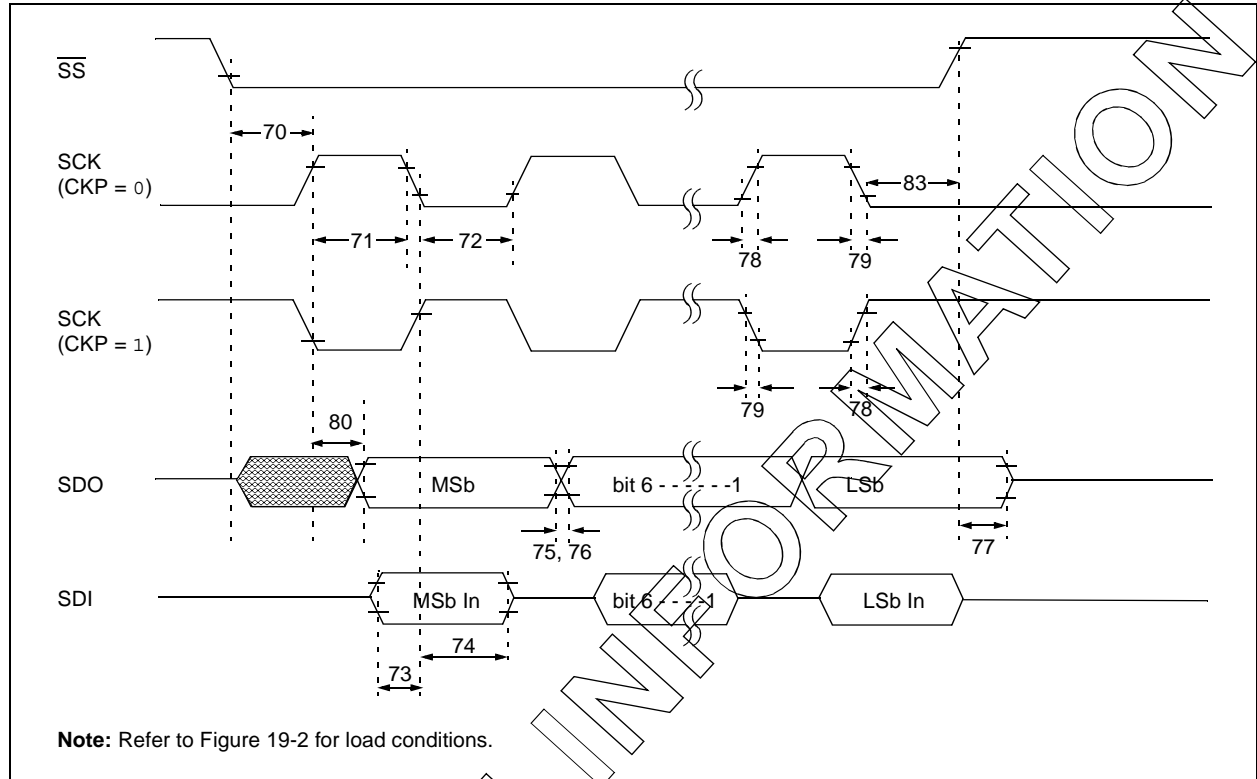 SS
70
SCK
(CKP = 0)
83
71
72
78
79
SCK
(CKP = 1)
79
78
80
SDO
MSb
bit 6 - - - - - -1
LSb
75, 76
77
SDI
MSb In
bit 6 - - - -1
LSb In
74
73
Note: Refer to Figure 19-2 for load conditions.
INFORMATION